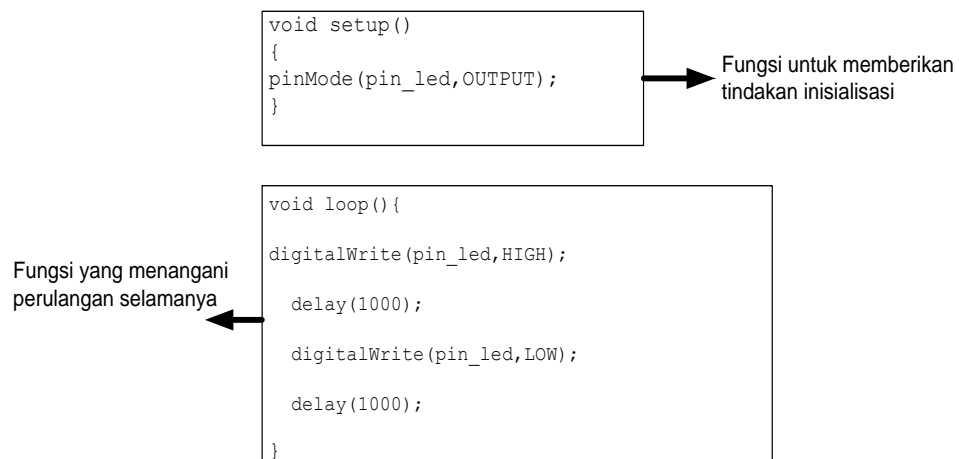 void setup()
{
pinMode(pin_led,OUTPUT);
}
Fungsi untuk memberikan
tindakan inisialisasi
void loop(){
digitalWrite(pin_led,HIGH);
delay(1000);
digitalWrite(pin_led,LOW);
delay(1000);
}
Fungsi yang menangani
perulangan selamanya